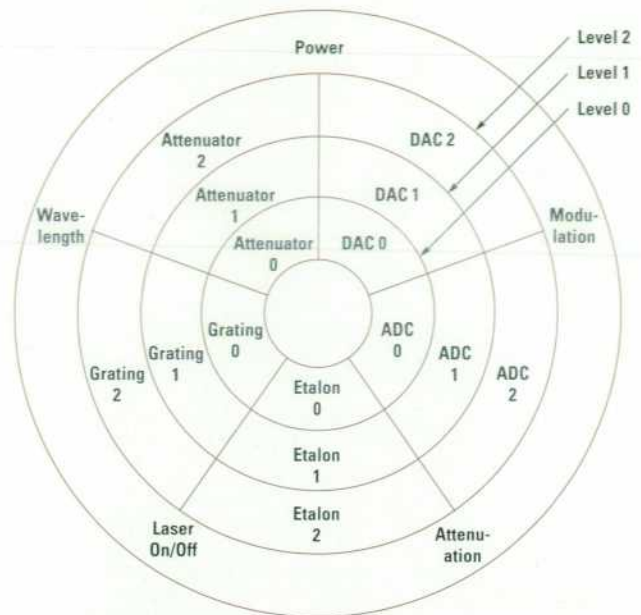 Power
Level 2
Level 1
Level 0
Attenuator
2
DAC 2
Attenuator
1
DAC 1
Wave-
length
Modu-
lation
Attenuator
0
DAC 0
Grating
0
ADC
0
Grating
1
ADC
1
Grating
2
ADC
2
Etalon
0
Etalon
1
Etalon
2
Laser
On/Off
Attenu-
ation